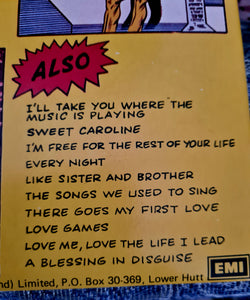 ALSO
I'LL TAKE YOU WHERE THE
MUSIC IS PLAYING
SWEET CAROLINE
I'M FREE FOR THE REST OF YOUR LIFE
EVERY NIGHT
LIKE SISTER AND BROTHER
THE SONGS WE USED TO SING
THERE GOES MY FIRST LOVE
LOVE GAMES
LOVE ME, LOVE THE LIFE I LEAD
A BLESSING IN DISGUISE
nd) Limited, P.O. Box 30-369, Lower Hutt
EMI